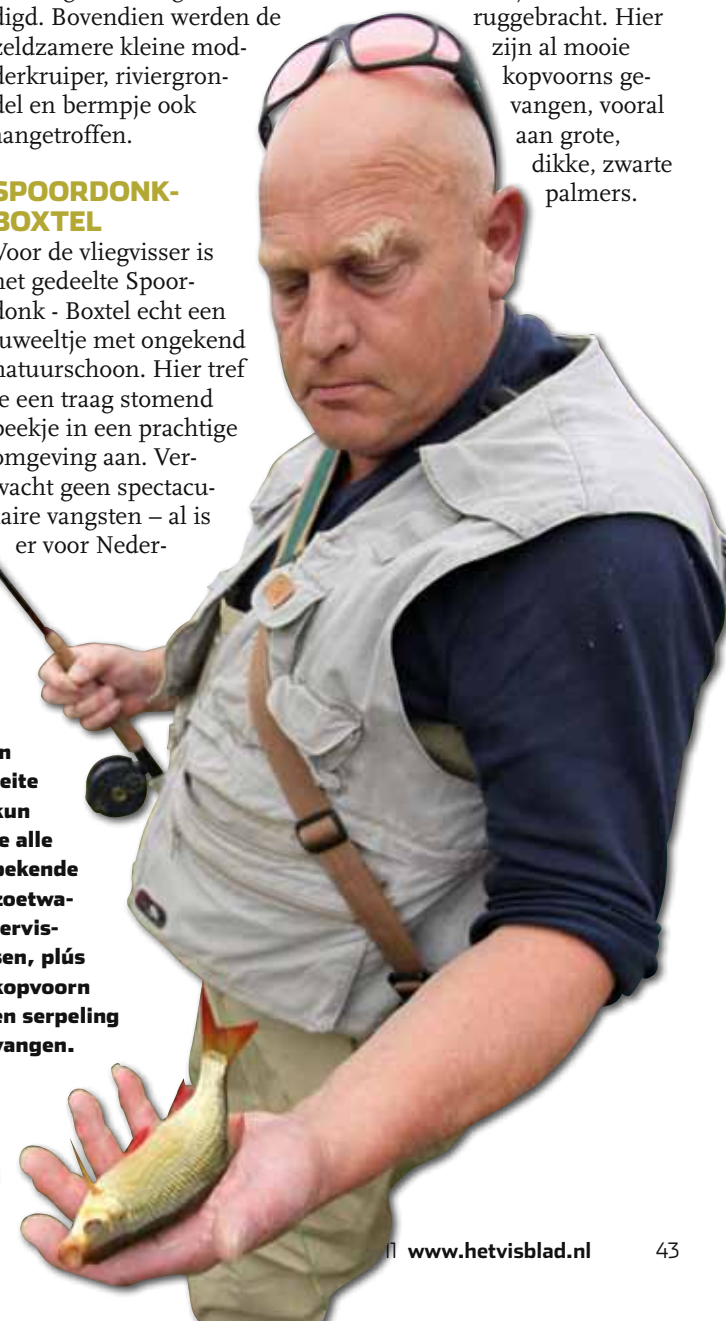 digd. Bovendien werden de
zeldzamere kleine mod-
derkruiper, riviergron-
del en bermpje ook
aangetroffen.
SPOORDONK-
BOXTEL
Voor de vliegvisser is
het gedeelte Spoor-
donk - Boxtel echt een
juweeltje met ongekend
natuurschoon. Hier tref
je een traag stomend
beekje in een prachtige
omgeving aan. Ver-
wacht geen spectacu-
laire vangsten – al is
er voor Neder-
ruggebracht. Hier
zijn al mooie
kopvoorns ge-
vangen, vooral
aan grote,
dikke, zwarte
palmers.
kun
je alle
bekende
zoetwa-
tervis-
sen, plús
kopvoorn
en serpeling
vangen.
www.hetvisblad.nl 43